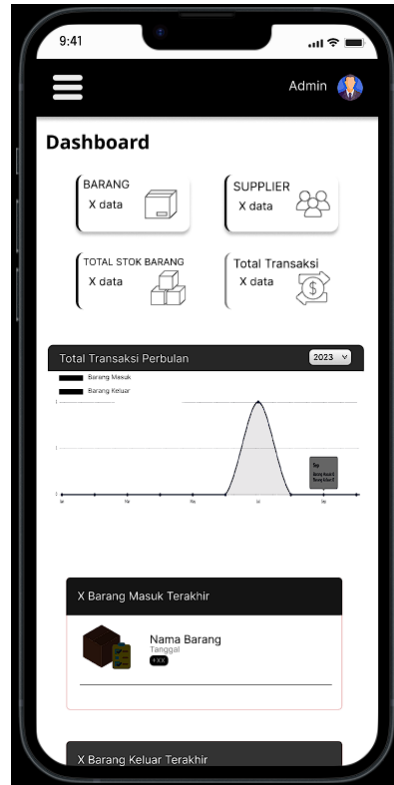 9:41
Admin
Dashboard
BARANG
X data
SUPPLIER
X data
TOTAL STOK BARANG
X data
Total Transaksi
X data
$
Total Transaksi Perbulan
2023
Barang Masuk
Barang Keluar
X Barang Masuk Terakhir
Nama Barang
Tanggal
X Barang Keluar Terakhir